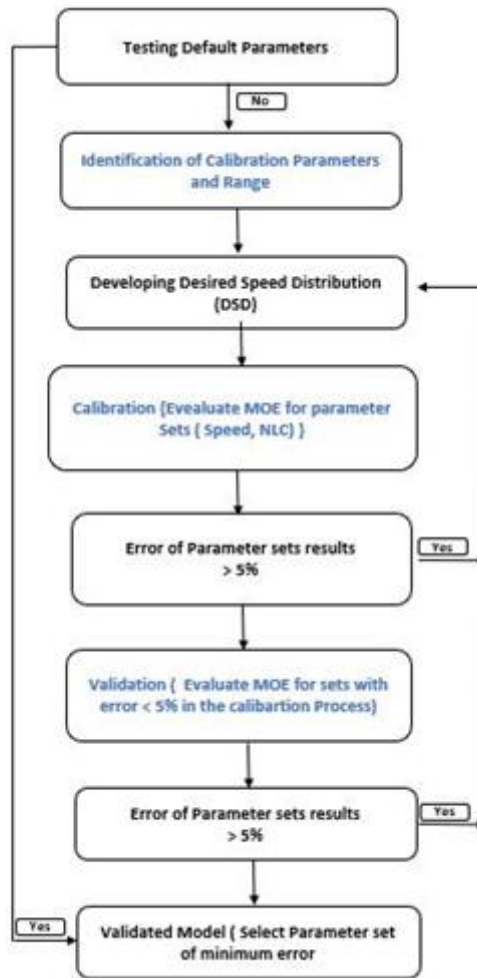 Testing Default Parameters
No
Identification of Calibration Parameters
and Range
Developing Desired Speed Distribution
(DSD)
Calibration {Evealuate MOE for parameter
Sets ( Speed, NLC) }
Error of Parameter sets results
> 5%
Yes
Validation { Evaluate MOE for sets with
error < 5% in the calibartion Process}
Error of Parameter sets results
> 5%
Yes
Yes
Validated Model ( Select Parameter set
of minimum error